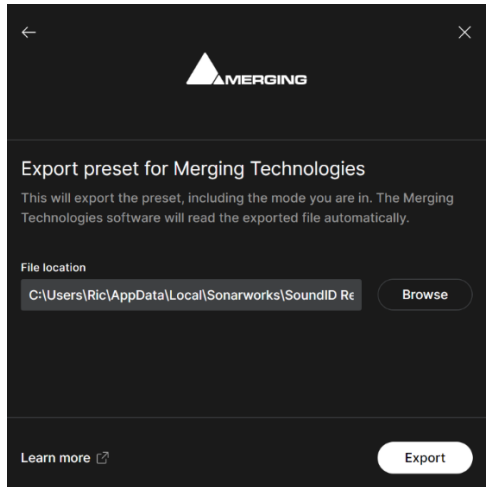 MERGING
Export preset for Merging Technologies
This will export the preset, including the mode you are in. The Merging
Technologies software will read the exported file automatically.
File location
C:\Users\Ric\AppData\Local\Sonarworks\SoundID Re
Browse
Learn more
Export